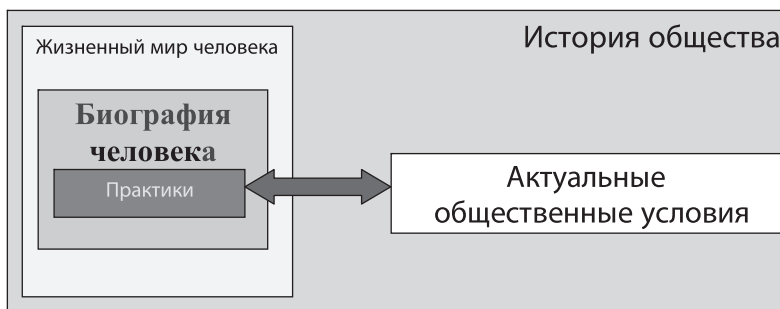 История общества
Жизненный мир человека
Биография
человека
Практики
Актуальные
общественные условия